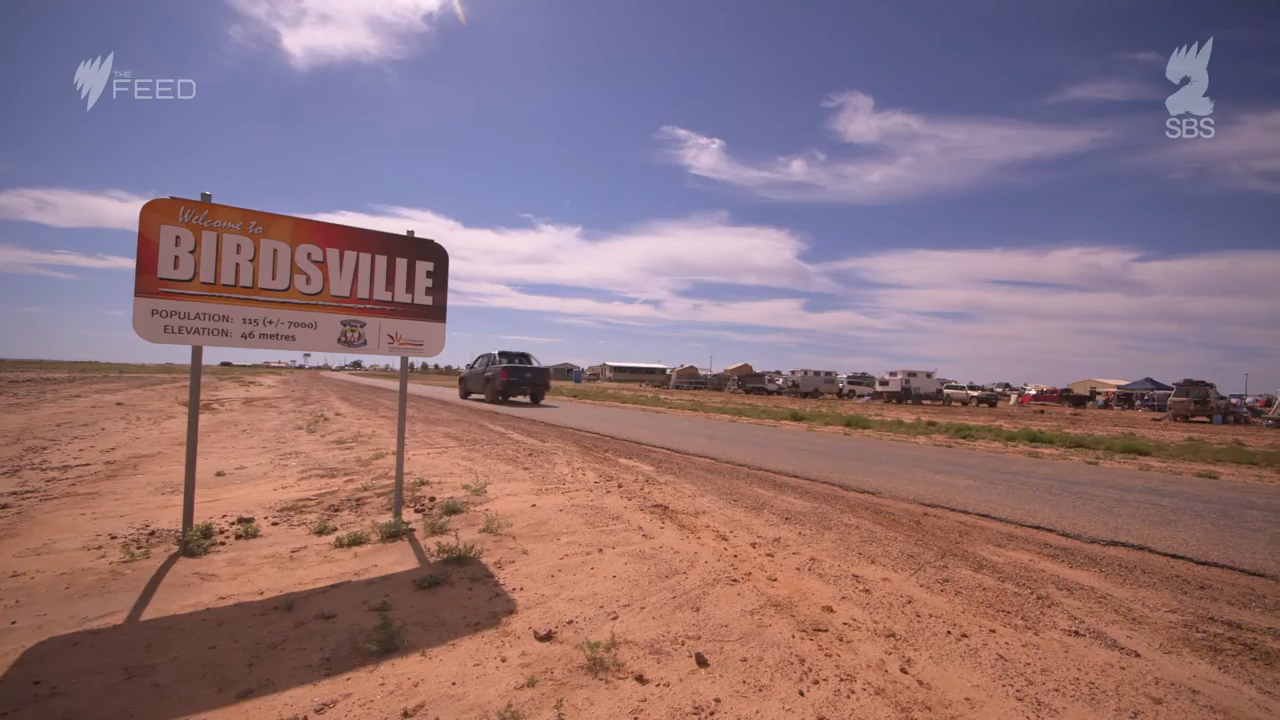 THE
FEED
SBS
Welcome to
BIRDSVILLE
POPULATION: 115 (+/- 7000)
ELEVATION: 46 metres